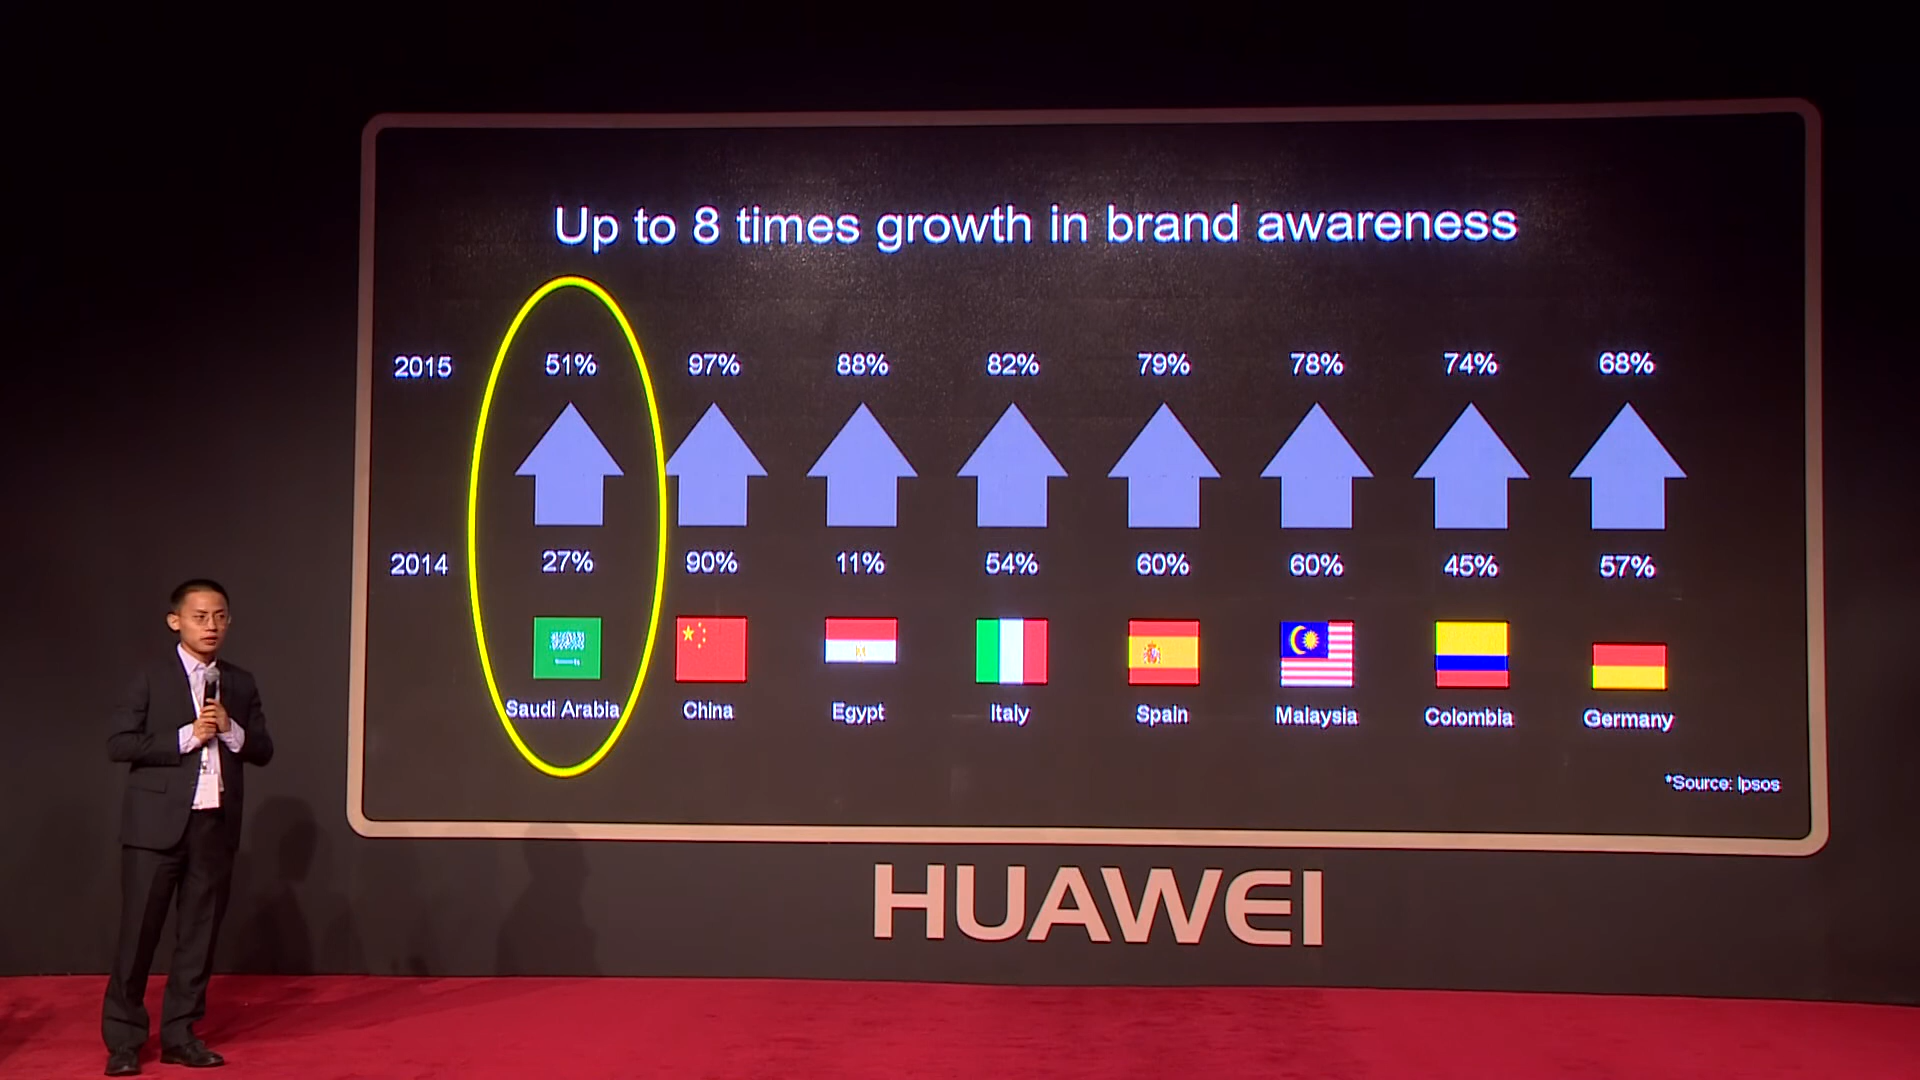 Up to 8 times growth in brand awareness
2015 51% 97% 88% 82% 79% 78% 74% 68%
2014 27% 90% 11% 54% 60% 60% 45% 57%
Saudi Arabia China Egypt Italy Spain Malaysia Colombia Germany
*Source: Ipsos
HUAWEI